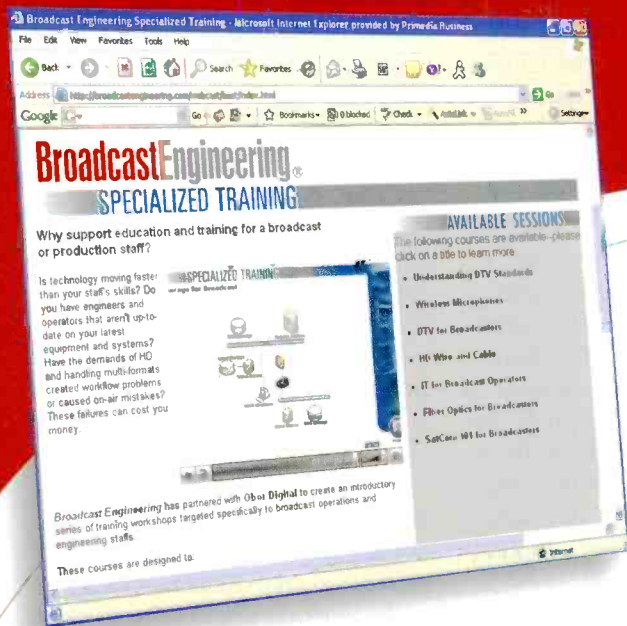 Broadcast Engineering Specialized Training - Microsoft Internet Explorer provided by Primedia Business
File Edit View Favorites Tools Help
Back Search Favorites
Address http://broadcastengineering.com/webcast/best/index.html Go
Google Go Bookmarks 0 blocked Check AutoLink Settings
BroadcastEngineering®
SPECIALIZED TRAINING
Why support education and training for a broadcast
or production staff?
Is technology moving faster
than your staff's skills? Do
you have engineers and
operators that aren't up-to-
date on your latest
equipment and systems?
Have the demands of HD
and handling multi-formats
created workflow problems
or caused on-air mistakes?
These failures can cost you
money.
SPECIALIZED TRAINING
Broadcast Engineering has partnered with Obor Digital to create an introductory
series of training workshops targeted specifically to broadcast operations and
engineering staffs.
These courses are designed to:
AVAILABLE SESSIONS
The following courses are available--please
click on a title to learn more
• Understanding DTV Standards
• Wireless Microphones
• DTV for Broadcasters
• HD Wire and Cable
• IT for Broadcast Operators
• Fiber Optics for Broadcasters
• SatCom 101 for Broadcasters
Internet